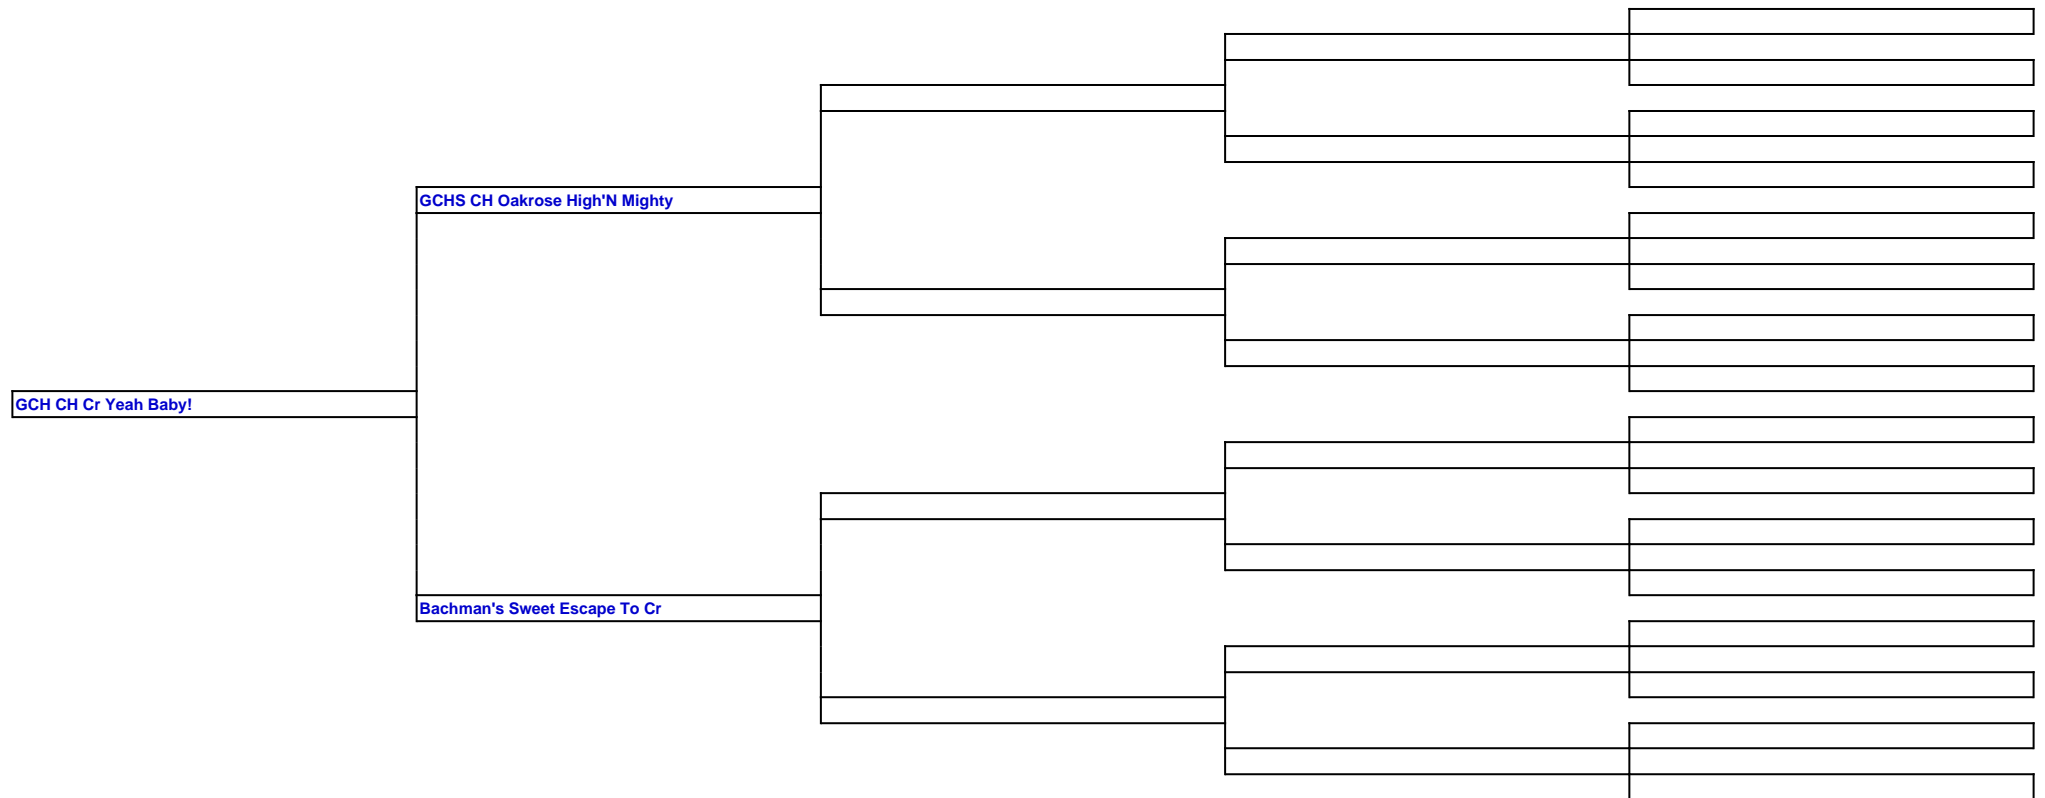 GCHS CH Oakrose High'N Mighty
GCH CH Cr Yeah Baby!
Bachman's Sweet Escape To Cr